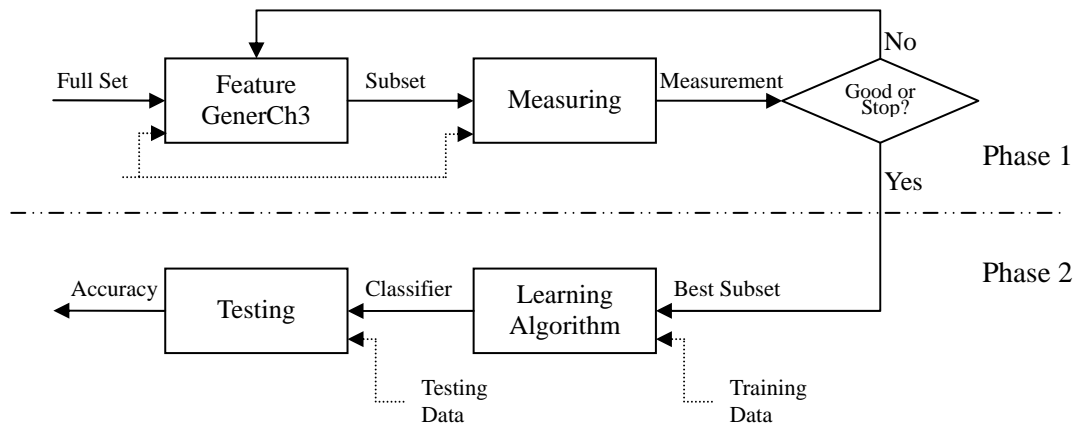 No
Full Set
Feature
GenerCh3
Subset
Measuring
Measurement
Good or
Stop?
Phase 1
Yes
Phase 2
Accuracy
Testing
Classifier
Learning
Algorithm
Best Subset
Testing
Data
Training
Data